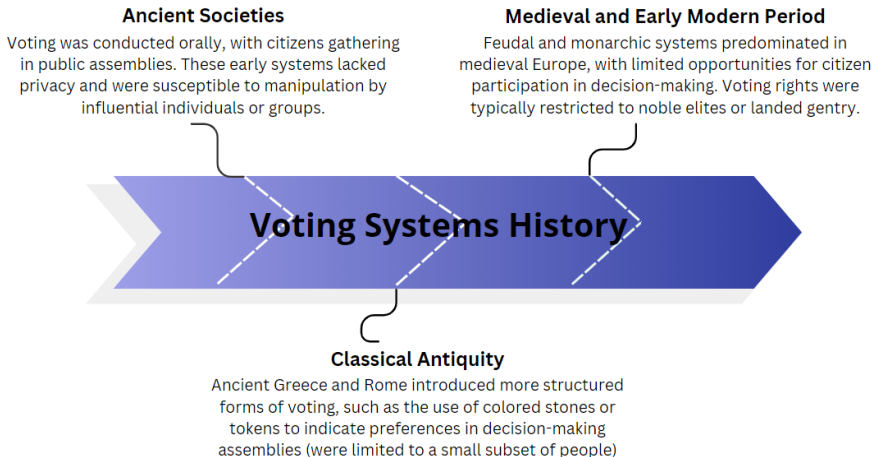 Ancient Societies
Voting was conducted orally, with citizens gathering
in public assemblies. These early systems lacked
privacy and were susceptible to manipulation by
influential individuals or groups.
Medieval and Early Modern Period
Feudal and monarchic systems predominated in
medieval Europe, with limited opportunities for citizen
participation in decision-making. Voting rights were
typically restricted to noble elites or landed gentry.
Voting Systems History
Classical Antiquity
Ancient Greece and Rome introduced more structured
forms of voting, such as the use of colored stones or
tokens to indicate preferences in decision-making
assemblies (were limited to a small subset of people)